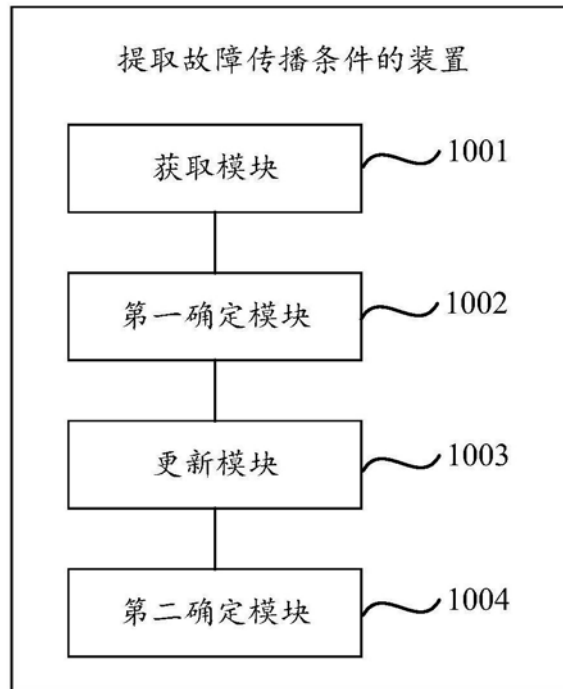 提取故障传播条件的装置
获取模块
1001
第一确定模块
1002
更新模块
1003
第二确定模块
1004